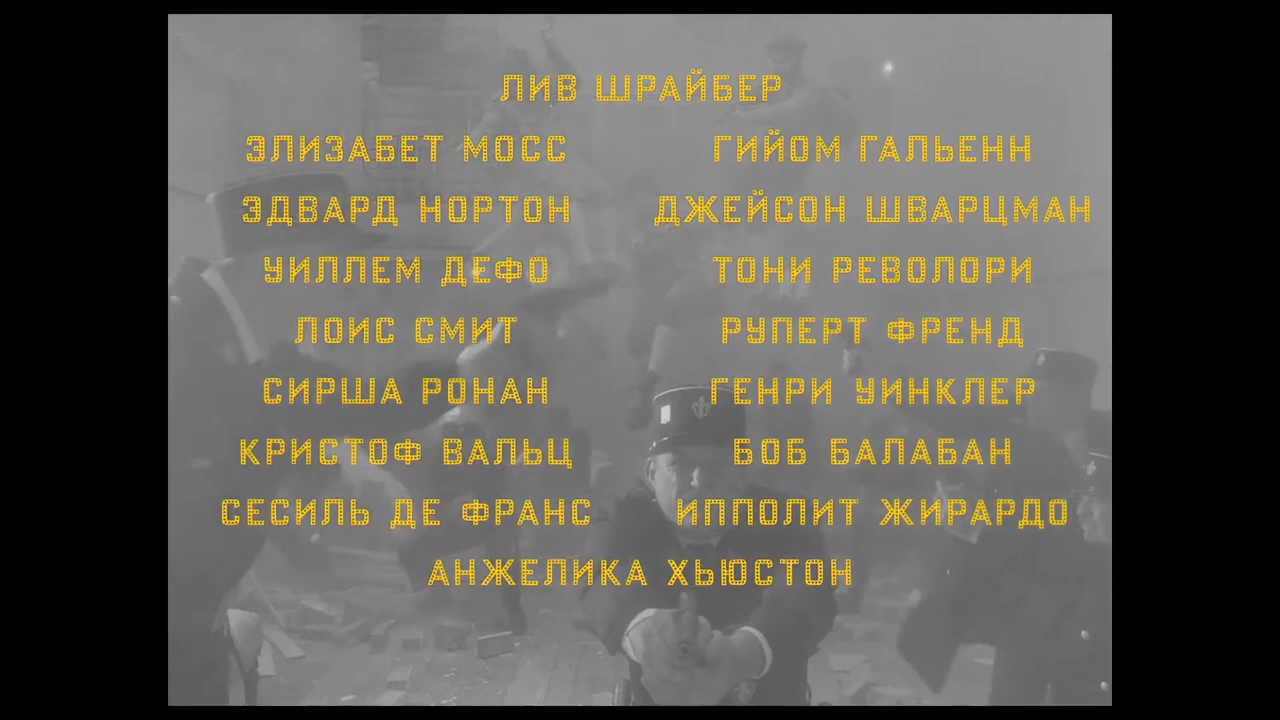 ЛИВ ШРАЙБЕР
ЭЛИЗАБЕТ МОСС ГИЙОМ ГАЛЬЕНН
ЭДВАРД НОРТОН ДЖЕЙСОН ШВАРЦМАН
УИЛЛЕМ ДЕФО ТОНИ РЕВОЛОРИ
ЛОИС СМИТ РУПЕРТ ФРЕНД
СИРША РОНАН ГЕНРИ УИНКЛЕР
КРИСТОФ ВАЛЬЦ БОБ БАЛАБАН
СЕСИЛЬ ДЕ ФРАНС ИППОЛИТ ЖИРАРДО
АНЖЕЛИКА ХЬЮСТОН